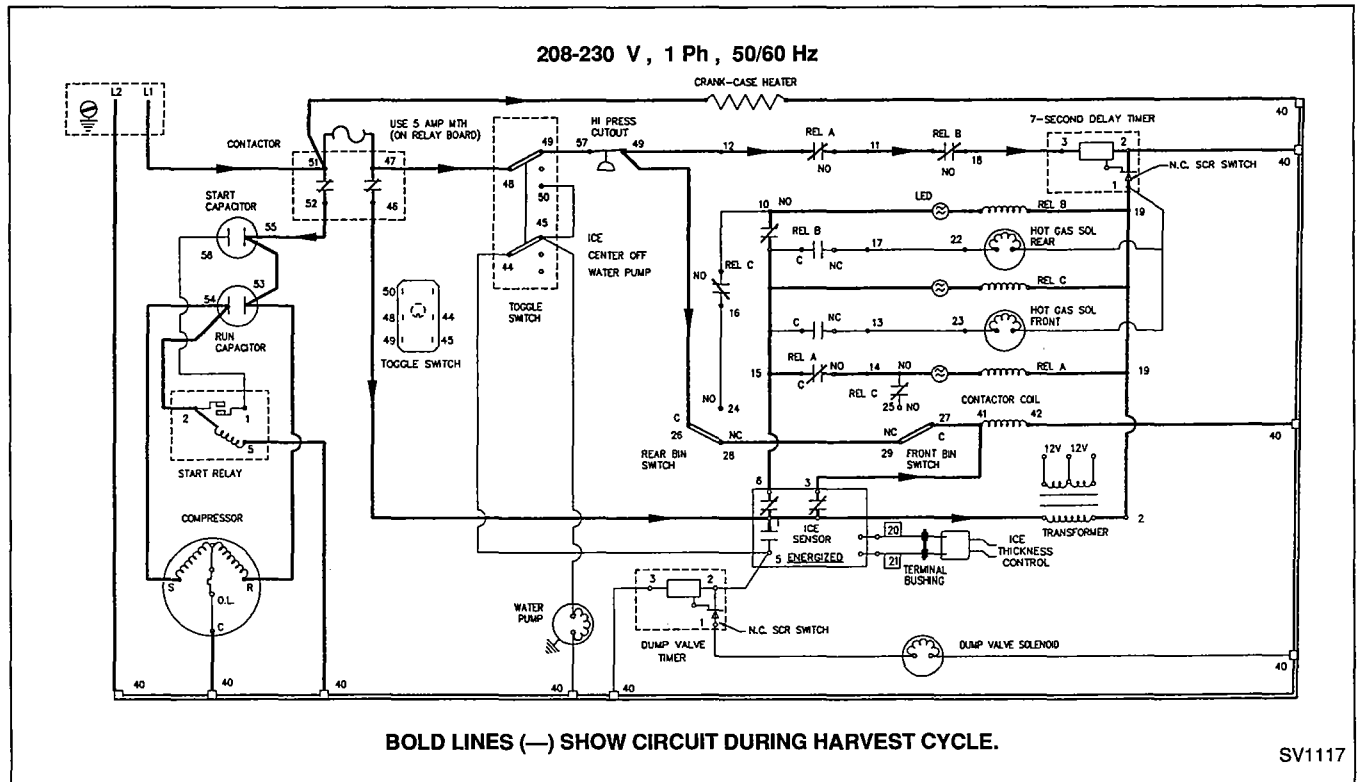 208-230 V , 1 Ph , 50/60 Hz
CRANK-CASE HEATER
L2
L1
40
USE 5 AMP MTH
(ON RELAY BOARD)
HI PRESS
CUTOUT
7-SECOND DELAY TIMER
CONTACTOR
51
47
49
57
49
12
REL A
NO
11
REL B
NO
18
3
2
1
40
N.C. SCR SWITCH
48
50
52
46
START
CAPACITOR
55
56
45
44
ICE
CENTER OFF
WATER PUMP
TOGGLE
SWITCH
10
NO
LED
REL B
19
REL B
C
NC
17
22
HOT GAS SOL
REAR
NO
REL C
16
REL C
54
53
RUN
CAPACITOR
50
48
44
49
45
TOGGLE SWITCH
C
NC
13
23
HOT GAS SOL
FRONT
15
REL A
C
NO
14
NO
REL C
25
NO
REL A
19
2
1
5
START RELAY
NO
24
C
26
REAR BIN
SWITCH
NC
28
NC
29
27
C
FRONT BIN
SWITCH
CONTACTOR COIL
41
42
40
12V
12V
6
3
1
ICE
SENSOR
5
ENERGIZED
TRANSFORMER
2
20
21
TERMINAL
BUSHING
ICE
THICKNESS
CONTROL
COMPRESSOR
S
R
O.L.
C
WATER
PUMP
3
2
1
DUMP VALVE
TIMER
N.C. SCR SWITCH
DUMP VALVE SOLENOID
40
40
40
40
40
40
BOLD LINES (—) SHOW CIRCUIT DURING HARVEST CYCLE.
SV1117